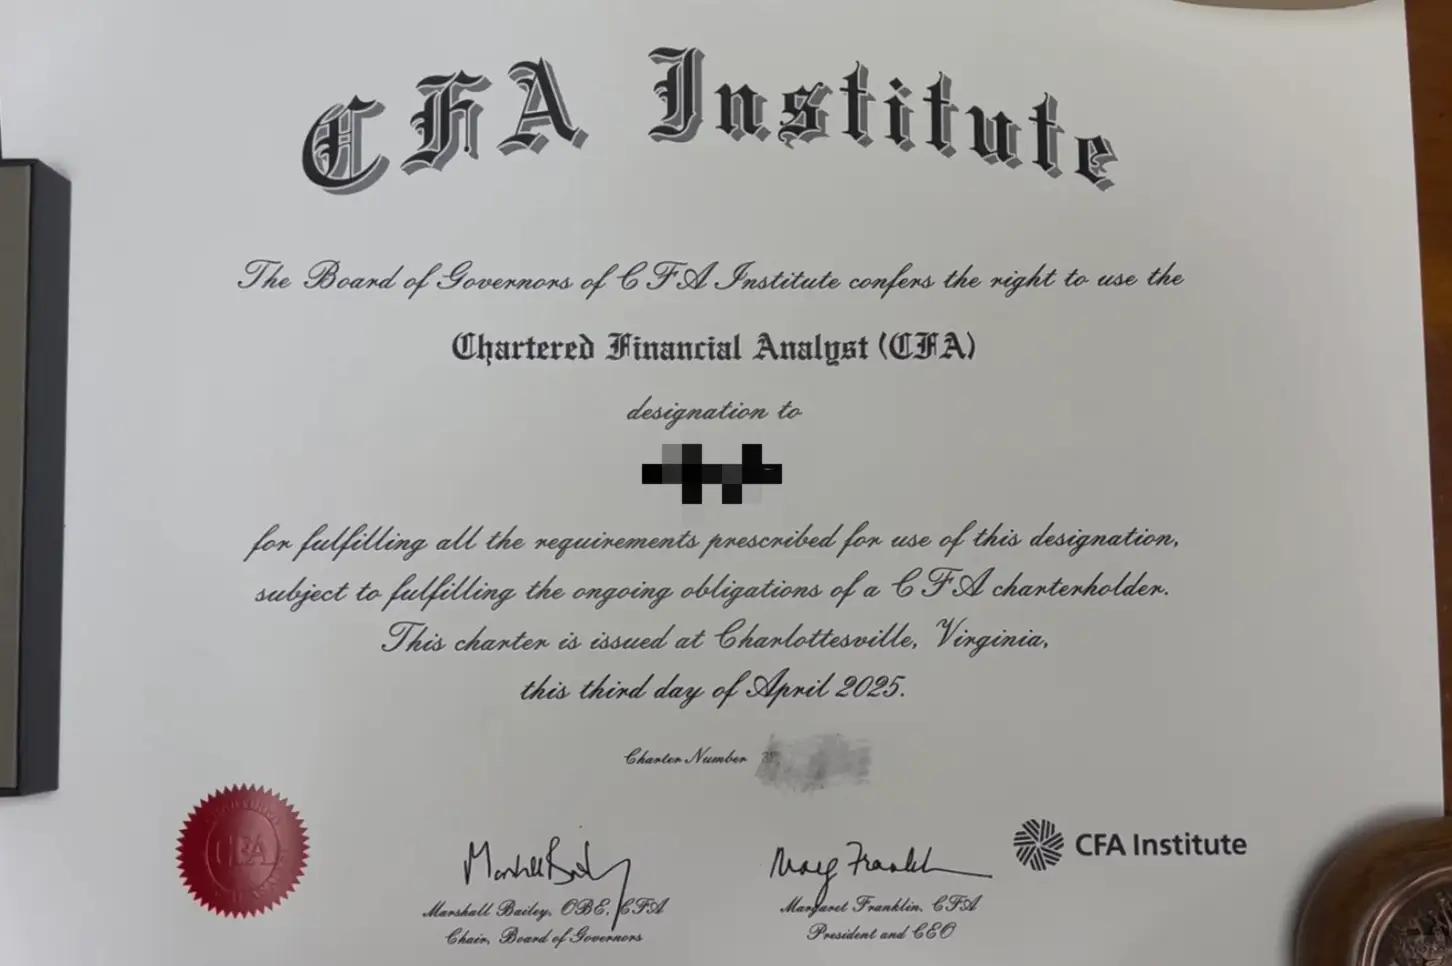 CFA Institute
The Board of Governors of CFA Institute confers the right to use the
Chartered Financial Analyst (CFA)
designation to
for fulfilling all the requirements prescribed for use of this designation,
subject to fulfilling the ongoing obligations of a CFA charterholder.
This charter is issued at Charlottesville, Virginia,
this third day of April 2025.
Charter Number
CFA
CFA Institute
Marshall Bailey, OBE, CFA
Chair, Board of Governors
Margaret Franklin, CFA
President and CEO